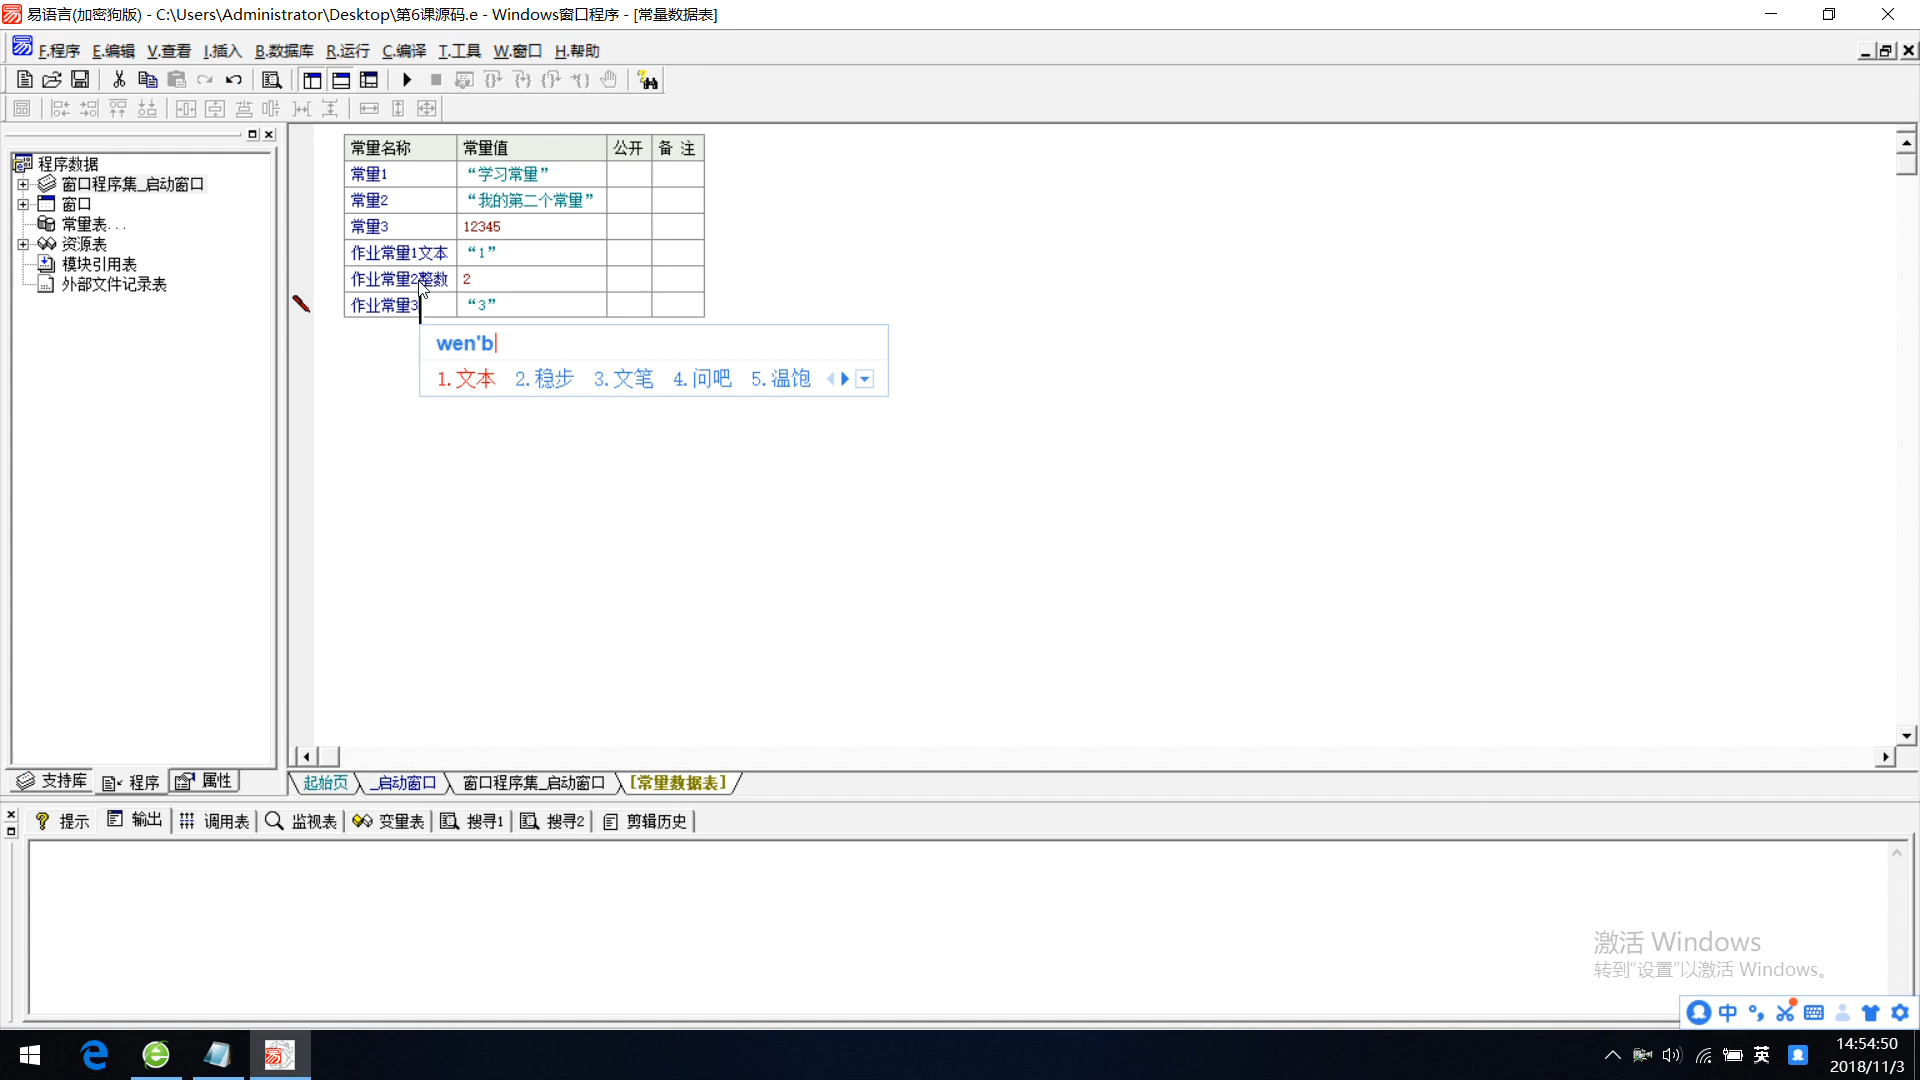 易语言(加密狗版) - C:\Users\Administrator\Desktop\第6课源码.e - Windows窗口程序 - [常量数据表]
F.程序 E.编辑 V.查看 I.插入 B.数据库 R.运行 C.编译 T.工具 W.窗口 H.帮助
程序数据
窗口程序集_启动窗口
窗口
常量表...
资源表
模块引用表
外部文件记录表
常量名称 常量值 公开 备 注
常量1 “学习常量”
常量2 “我的第二个常量”
常量3 12345
作业常量1文本 “1”
作业常量2整数 2
作业常量3 “3”
wen'b
1.文本 2.稳步 3.文笔 4.问吧 5.温饱
支持库 程序 属性
起始页 _启动窗口 窗口程序集_启动窗口 [常量数据表]
提示 输出 调用表 监视表 变量表 搜寻1 搜寻2 剪辑历史
激活 Windows
转到“设置”以激活 Windows。
中
英
14:54:50
2018/11/3